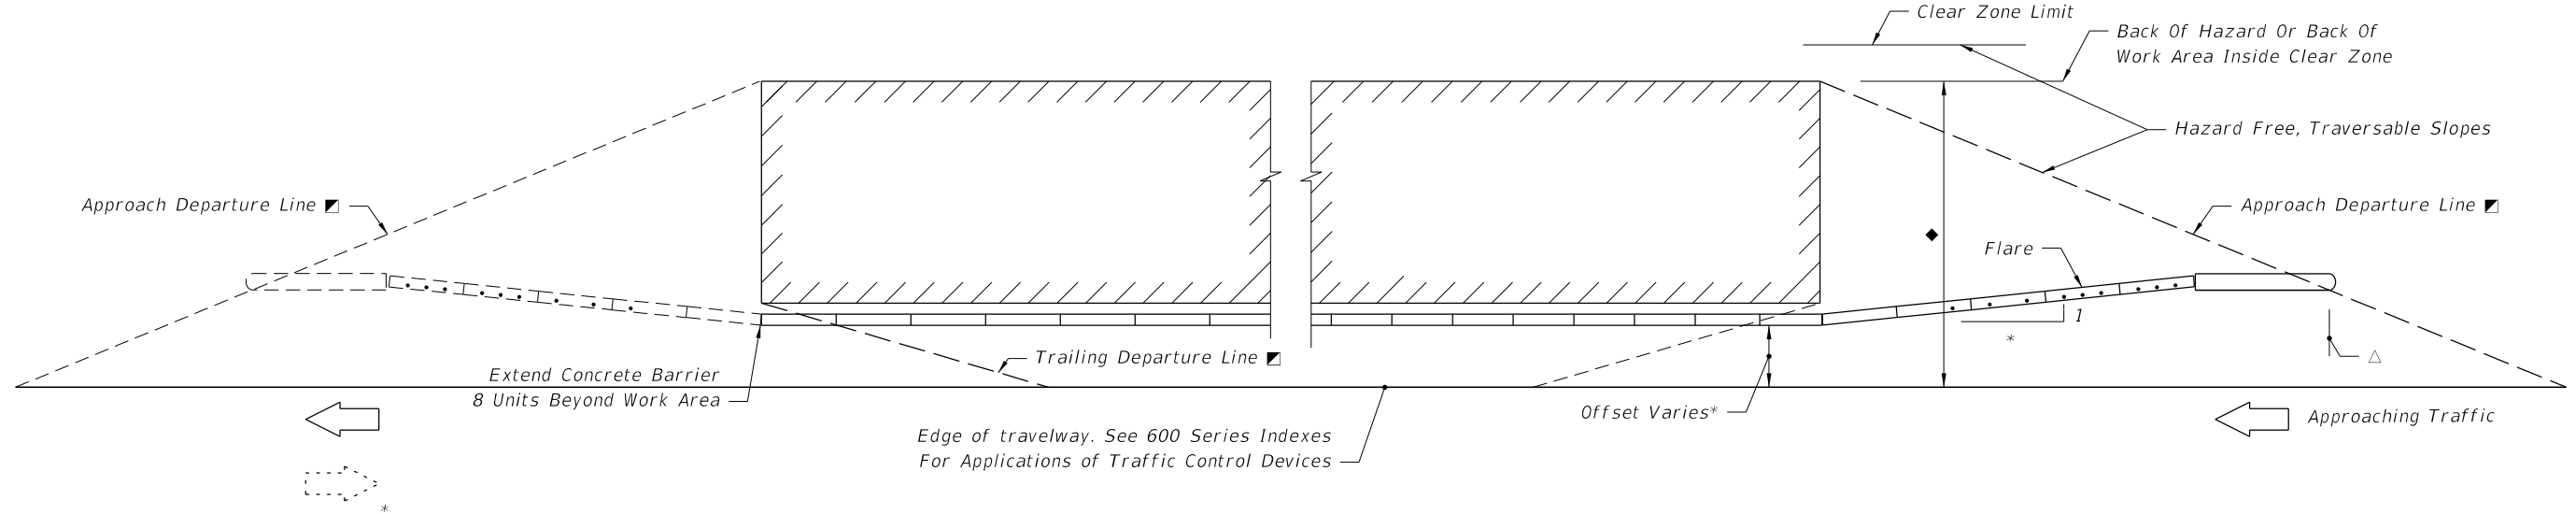 Clear Zone Limit
Back Of Hazard Or Back Of
Work Area Inside Clear Zone
Hazard Free, Traversable Slopes
Approach Departure Line ◪
Approach Departure Line ◪
Flare
◆
1
*
△
Trailing Departure Line ◪
Extend Concrete Barrier
8 Units Beyond Work Area
Offset Varies*
Approaching Traffic
Edge of travelway. See 600 Series Indexes
For Applications of Traffic Control Devices
*